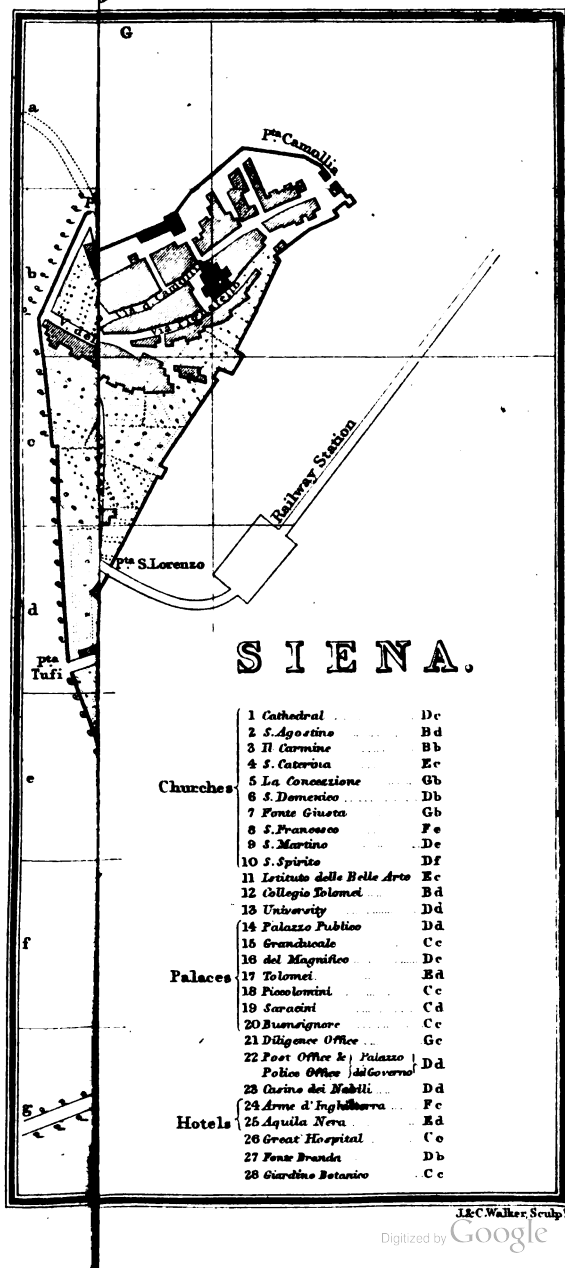 G
a
Pta Camollia
b
Via d. Camollia
V. del
c
Railway Station
Pta S. Lorenzo
d
Pta
Tufi
SIENA.
e
f
g
Churches
1 Cathedral Dc
2 S. Agostino Bd
3 Il Carmine Bb
4 S. Caterina Ec
5 La Concezzione Gb
6 S. Domenico Db
7 Fonte Giusta Gb
8 S. Francesco Fe
9 S. Martino De
10 S. Spirito Df
11 Istituto delle Belle Arte Ec
12 Collegio Tolomei Bd
13 University Dd
Palaces
14 Palazzo Publico Dd
15 Granducale Cc
16 del Magnifico Dc
17 Tolomei Ed
18 Piccolomini Cc
19 Saracini Cd
20 Buonsignore Cc
21 Diligence Office Gc
22 Post Office & Palazzo
Police Office del Governo Dd
23 Casino dei Nobili Dd
Hotels
24 Arme d'Inghilterra Fc
25 Aquila Nera Ed
26 Great Hospital Cc
27 Fonte Branda Db
28 Giardino Botanico Cc
J. & C. Walker, Sculpt
Digitized by Google